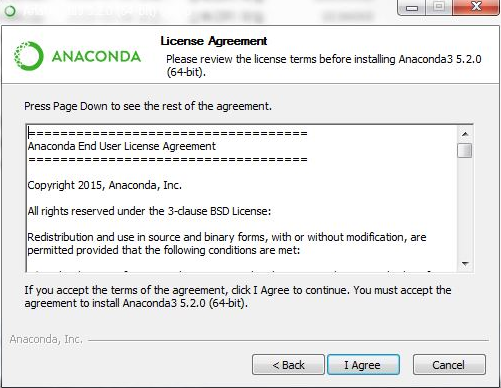 ANACONDA
License Agreement
Please review the license terms before installing Anaconda3 5.2.0
(64-bit).
Press Page Down to see the rest of the agreement.
====================================
Anaconda End User License Agreement
====================================
Copyright 2015, Anaconda, Inc.
All rights reserved under the 3-clause BSD License:
Redistribution and use in source and binary forms, with or without modification, are
permitted provided that the following conditions are met:
If you accept the terms of the agreement, click I Agree to continue. You must accept the
agreement to install Anaconda3 5.2.0 (64-bit).
Anaconda, Inc.
< Back
I Agree
Cancel